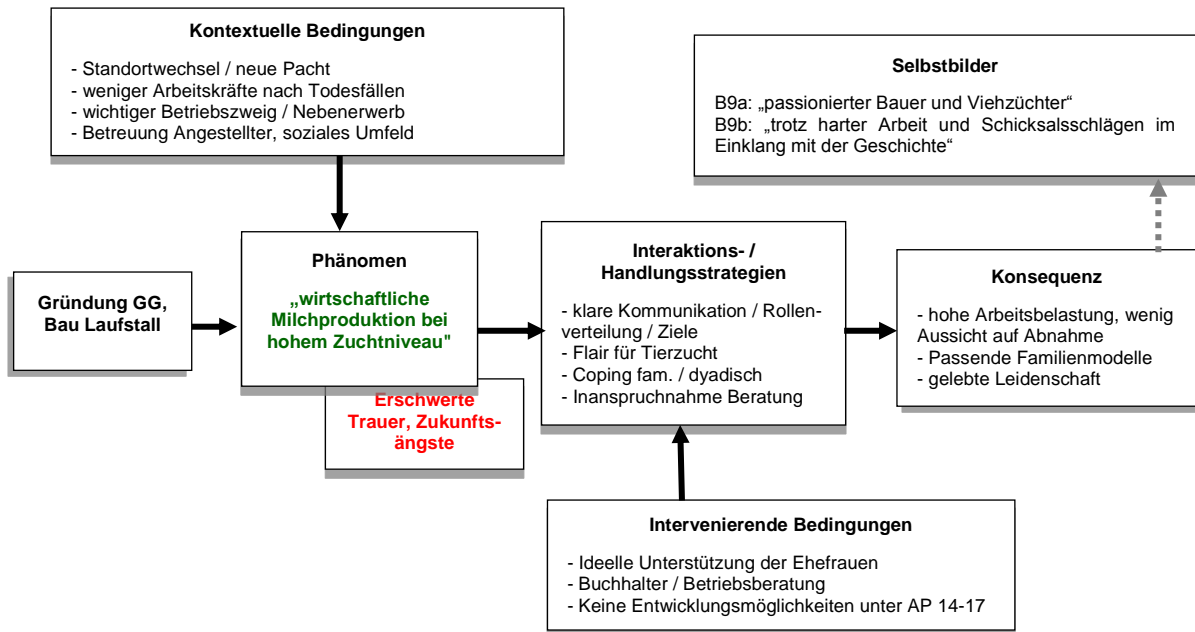 Kontextuelle Bedingungen
- Standortwechsel / neue Pacht
- weniger Arbeitskräfte nach Todesfällen
- wichtiger Betriebszweig / Nebenerwerb
- Betreuung Angestellter, soziales Umfeld
Selbstbilder
B9a: „passionierter Bauer und Viehzüchter“
B9b: „trotz harter Arbeit und Schicksalsschlägen im
Einklang mit der Geschichte“
Gründung GG,
Bau Laufstall
Phänomen
„wirtschaftliche
Milchproduktion bei
hohem Zuchtniveau"
Erschwerte
Trauer, Zukunfts-
ängste
Interaktions- /
Handlungsstrategien
- klare Kommunikation / Rollen-
verteilung / Ziele
- Flair für Tierzucht
- Coping fam. / dyadisch
- Inanspruchnahme Beratung
Konsequenz
- hohe Arbeitsbelastung, wenig
Aussicht auf Abnahme
- Passende Familienmodelle
- gelebte Leidenschaft
Intervenierende Bedingungen
- Ideelle Unterstützung der Ehefrauen
- Buchhalter / Betriebsberatung
- Keine Entwicklungsmöglichkeiten unter AP 14-17